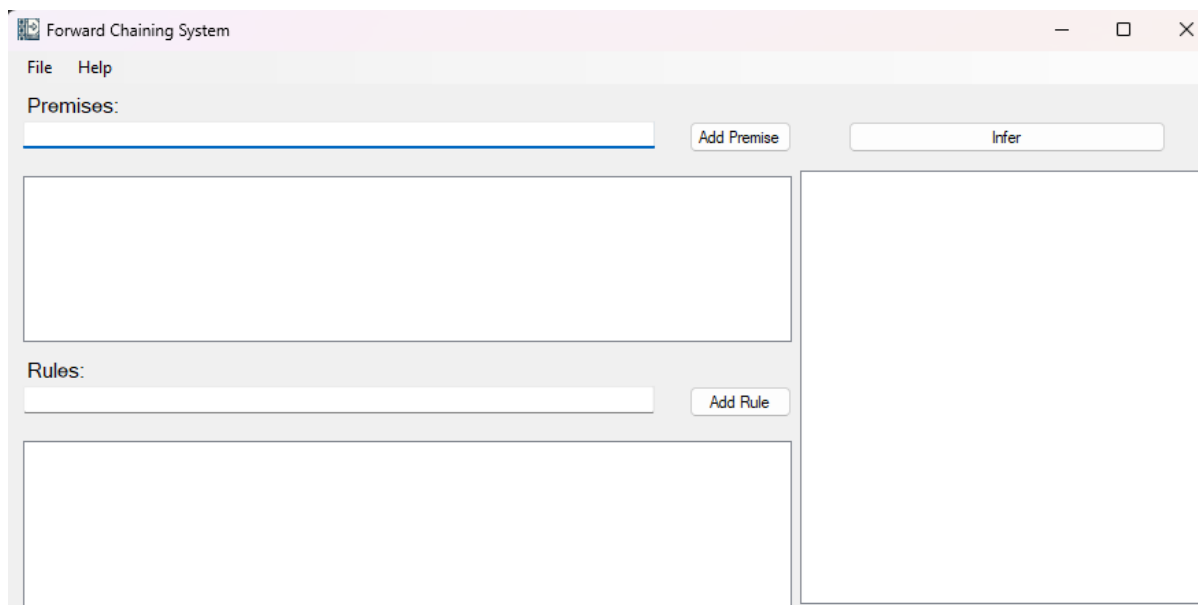 Forward Chaining System
File Help
Premises:
Add Premise
Infer
Rules:
Add Rule